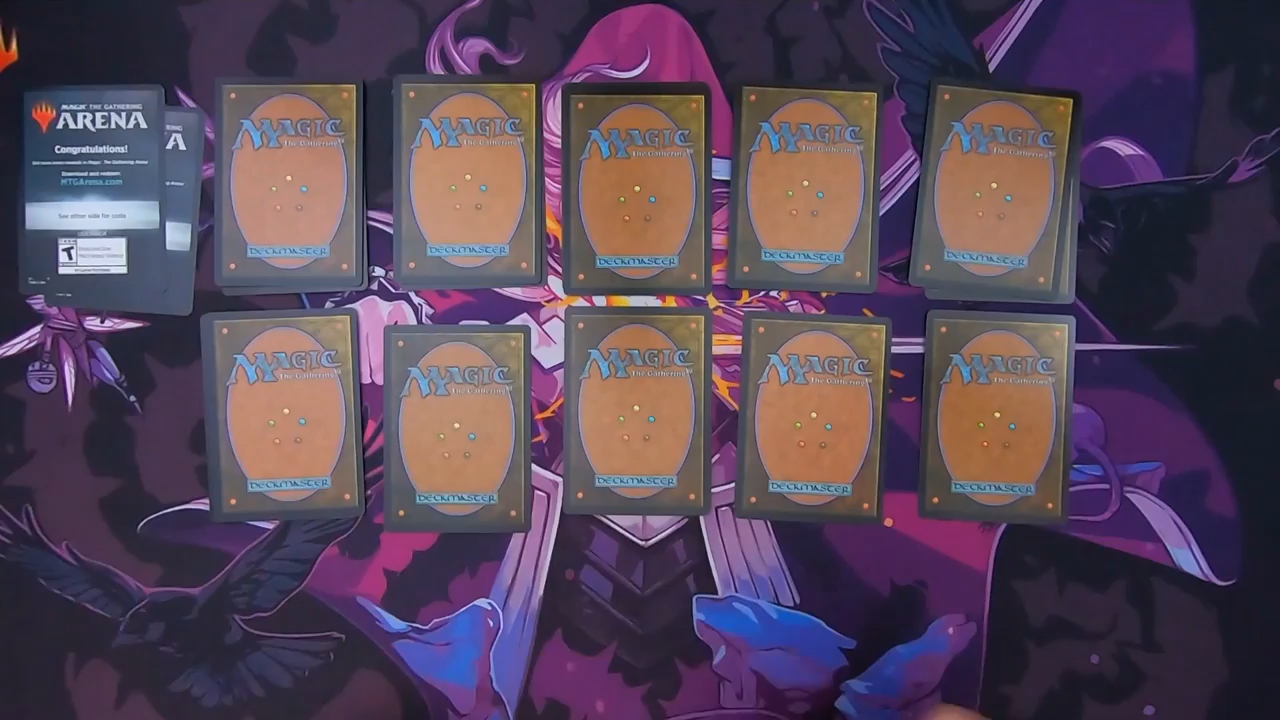 MAGIC THE GATHERING
ARENA
Congratulations!
Download and redeem:
MTGArena.com
See other side for code
T
RING
A
MAGIC
The Gathering
DECKMASTER
MAGIC
The Gathering
DECKMASTER
MAGIC
The Gathering
DECKMASTER
MAGIC
The Gathering
DECKMASTER
MAGIC
The Gathering
DECKMASTER
MAGIC
The Gathering
DECKMASTER
MAGIC
The Gathering
DECKMASTER
MAGIC
The Gathering
DECKMASTER
MAGIC
The Gathering
DECKMASTER
MAGIC
The Gathering
DECKMASTER